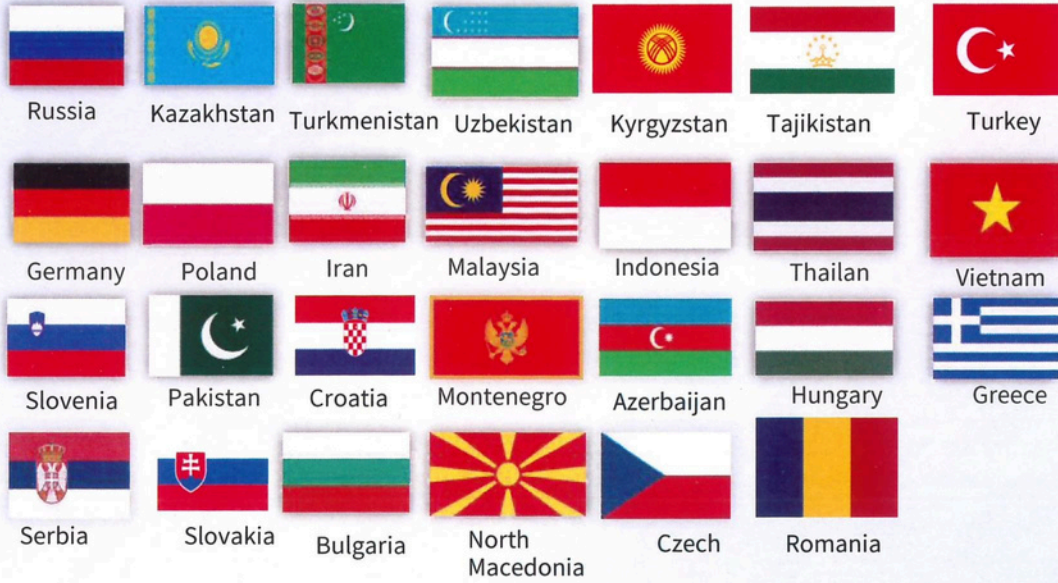 Russia
Kazakhstan
Turkmenistan
Uzbekistan
Kyrgyzstan
Tajikistan
Turkey
Germany
Poland
Iran
Malaysia
Indonesia
Thailan
Vietnam
Slovenia
Pakistan
Croatia
Montenegro
Azerbaijan
Hungary
Greece
Serbia
Slovakia
Bulgaria
North
Macedonia
Czech
Romania